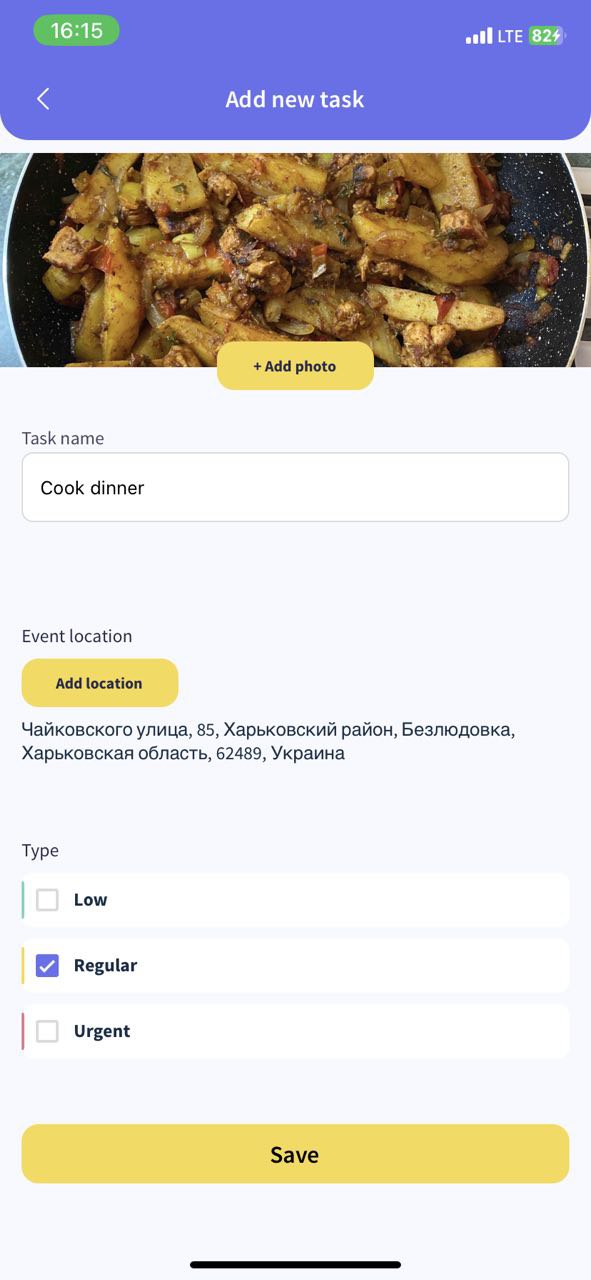 16:15
LTE 82
Add new task
+ Add photo
Task name
Cook dinner
Event location
Add location
Чайковского улица, 85, Харьковский район, Безлюдовка,
Харьковская область, 62489, Украина
Type
Low
Regular
Urgent
Save